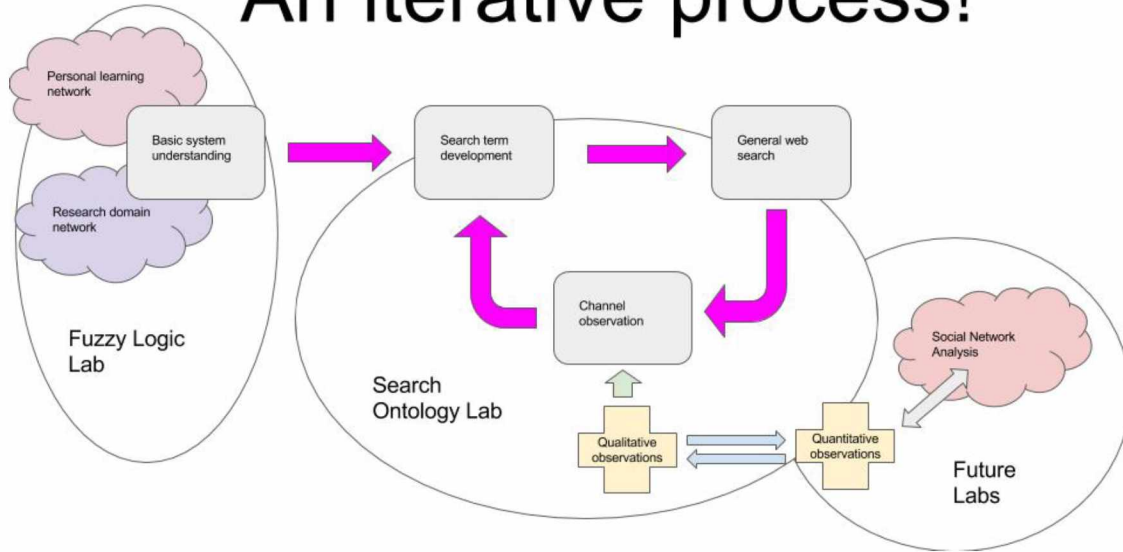 An iterative process!
Personal learning
network
Basic system
understanding
Research domain
network
Fuzzy Logic
Lab
Search term
development
General web
search
Channel
observation
Search
Ontology Lab
Qualitative
observations
Quantitative
observations
Social Network
Analysis
Future
Labs